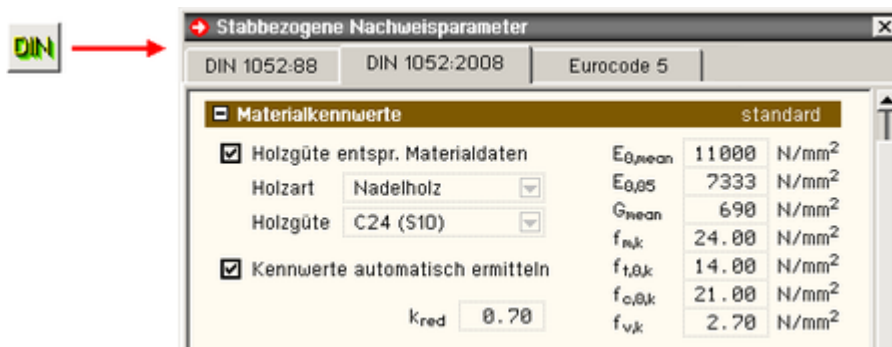 DIN
Stabbezogene Nachweisparameter
DIN 1052:88 DIN 1052:2008 Eurocode 5
Materialkennwerte standard
Holzgüte entspr. Materialdaten
Holzart Nadelholz
Holzgüte C24 (S10)
Kennwerte automatisch ermitteln
kred 0.70
E0,mean 11000 N/mm²
E0,05 7333 N/mm²
Gmean 690 N/mm²
fm,k 24.00 N/mm²
ft,0,k 14.00 N/mm²
fc,0,k 21.00 N/mm²
fv,k 2.70 N/mm²